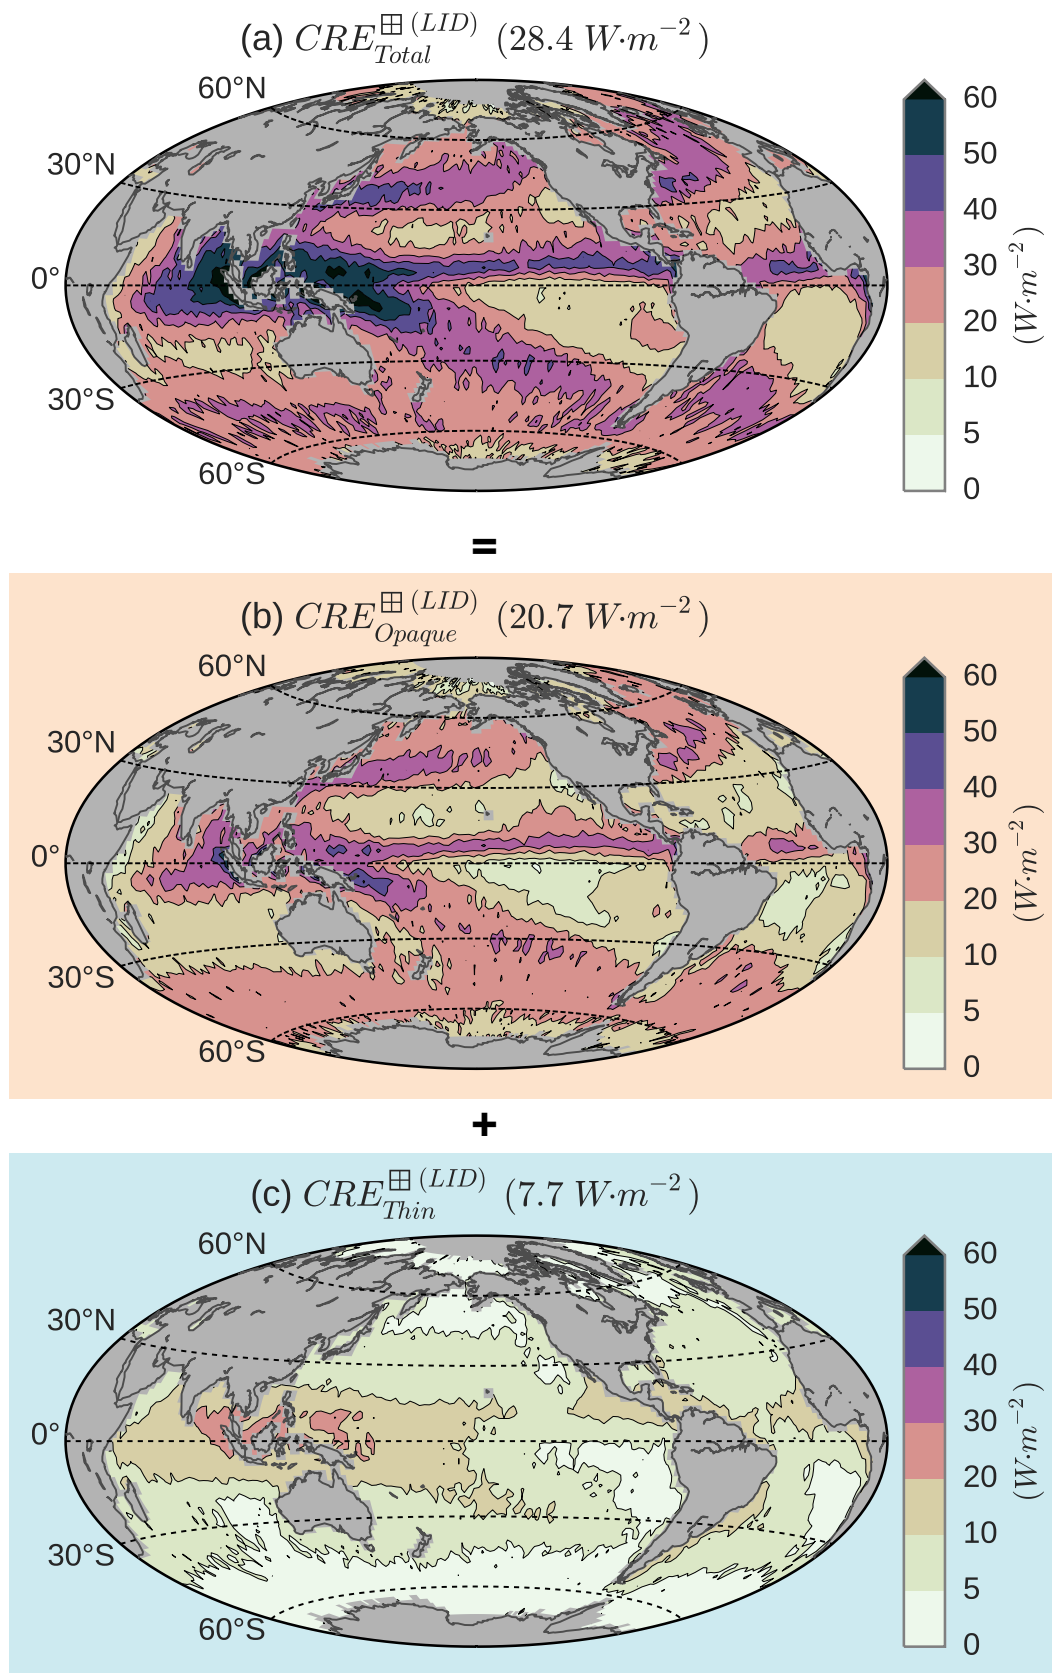 (a) CRE⊞(LID)Total (28.4 W·m−2)
60°N
30°N
0°
30°S
60°S
60
50
40
30
20
10
5
0
(W·m−2)
=
(b) CRE⊞(LID)Opaque (20.7 W·m−2)
60°N
30°N
0°
30°S
60°S
60
50
40
30
20
10
5
0
(W·m−2)
+
(c) CRE⊞(LID)Thin (7.7 W·m−2)
60°N
30°N
0°
30°S
60°S
60
50
40
30
20
10
5
0
(W·m−2)